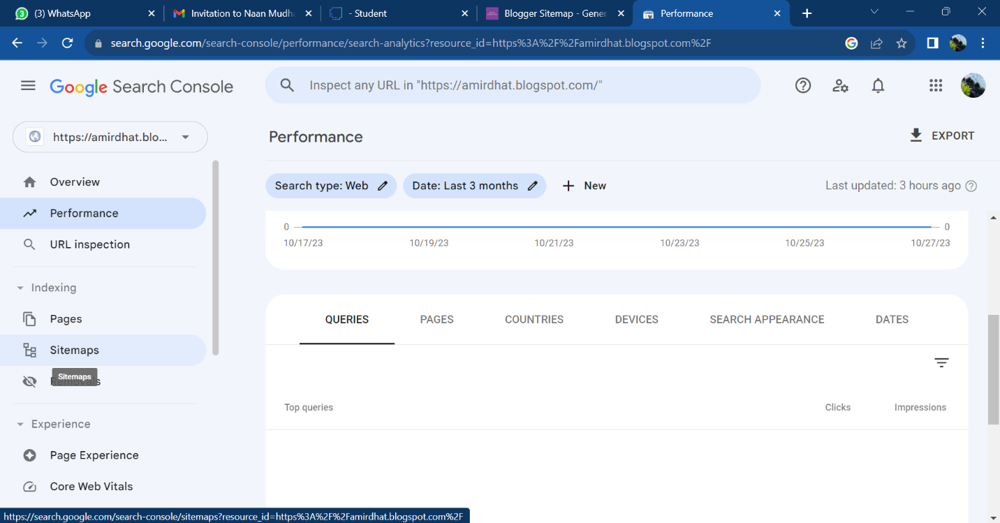 (3) WhatsApp
Invitation to Naan Mudha
- Student
Blogger Sitemap - Gener
Performance
search.google.com/search-console/performance/search-analytics?resource_id=https%3A%2F%2Famirdhat.blogspot.com%2F
Google Search Console
Inspect any URL in "https://amirdhat.blogspot.com/"
https://amirdhat.blo...
Performance
EXPORT
Overview
Performance
URL inspection
Indexing
Pages
Sitemaps
Sitemaps
Removals
Experience
Page Experience
Core Web Vitals
Search type: Web
Date: Last 3 months
New
Last updated: 3 hours ago
0 0
10/17/23 10/19/23 10/21/23 10/23/23 10/25/23 10/27/23
QUERIES PAGES COUNTRIES DEVICES SEARCH APPEARANCE DATES
Top queries Clicks Impressions
https://search.google.com/search-console/sitemaps?resource_id=https%3A%2F%2Famirdhat.blogspot.com%2F